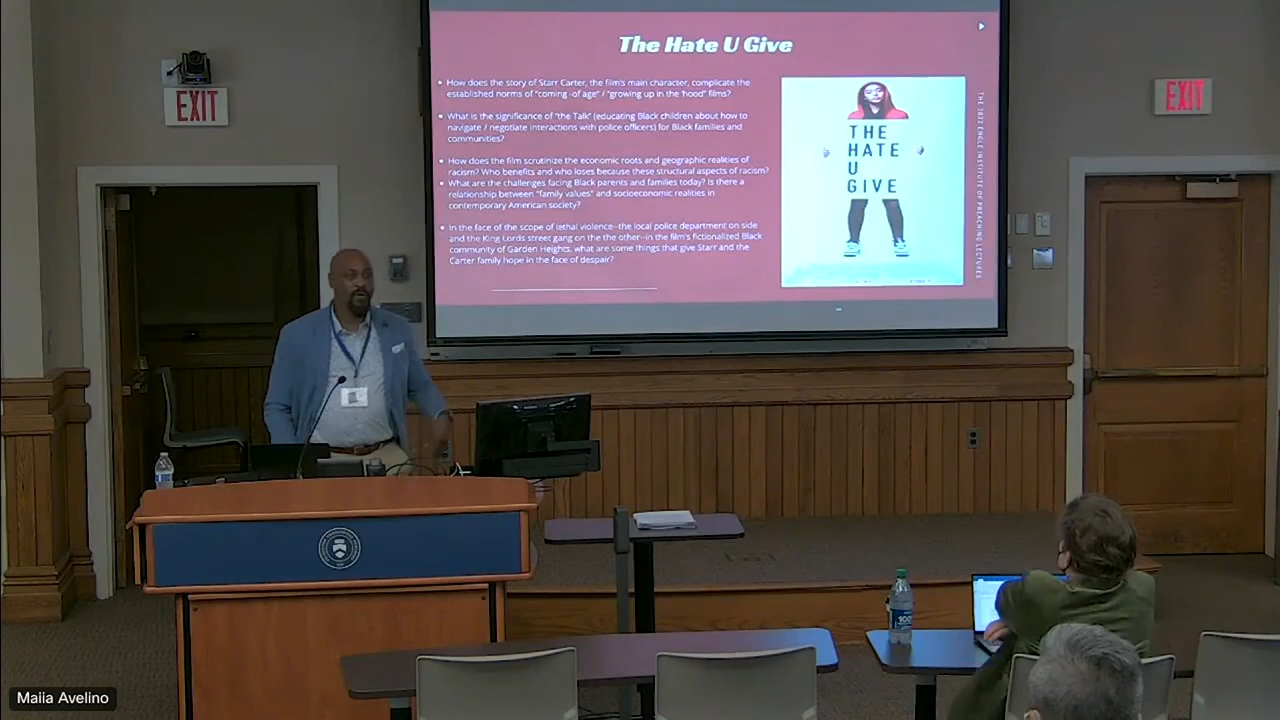 EXIT
The Hate U Give
• How does the story of Starr Carter, the film's main character, complicate the
established norms of "coming -of age" / "growing up in the 'hood" films?
• What is the significance of "the Talk" (educating Black children about how to
navigate / negotiate interactions with police officers) for Black families and
communities?
• How does the film scrutinize the economic roots and geographic realities of
racism? Who benefits and who loses because these structural aspects of racism?
• What are the challenges facing Black parents and families today? Is there a
relationship between "family values" and socioeconomic realities in
contemporary American society?
• In the face of the scope of lethal violence--the local police department on side
and the King Lords street gang on the the other--in the film's fictionalized Black
community of Garden Heights, what are some things that give Starr and the
Carter family hope in the face of despair?
THE
HATE
U
GIVE
THE 2022 ENGLE INSTITUTE OF PREACHING LECTURES
EXIT
100
Maiia Avelino